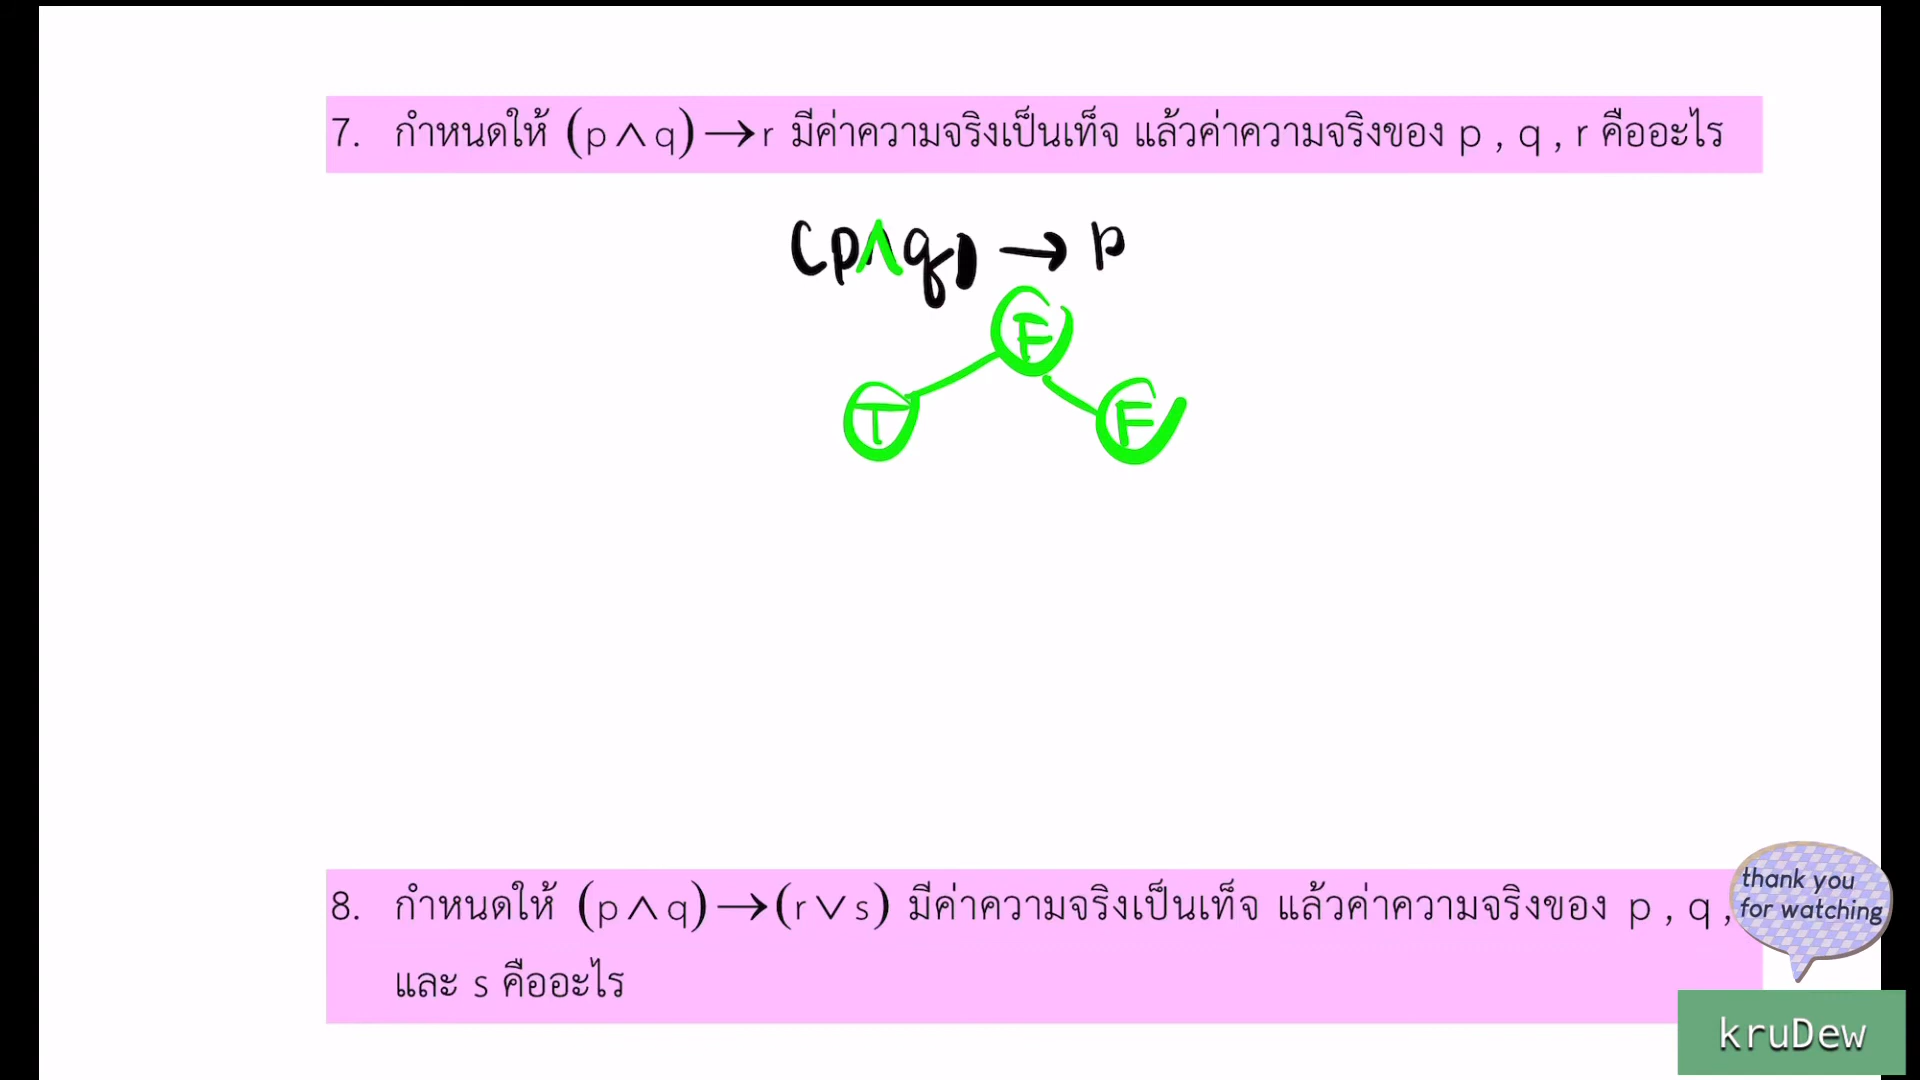 7. กำหนดให้ (p ∧ q) → r มีค่าความจริงเป็นเท็จ แล้วค่าความจริงของ p , q , r คืออะไร
(p ∧ q) → p
F
T F
8. กำหนดให้ (p ∧ q) → (r ∨ s) มีค่าความจริงเป็นเท็จ แล้วค่าความจริงของ p , q ,
และ s คืออะไร
thank you
for watching
kruDew